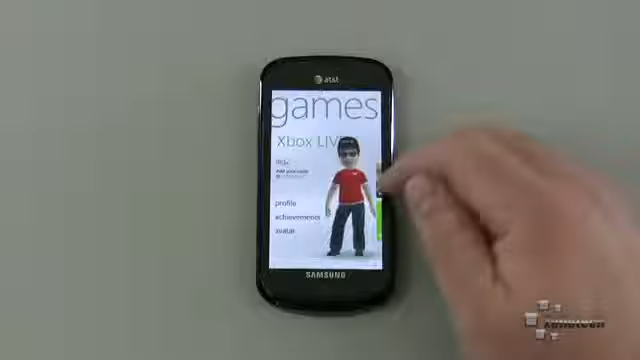 at&t
games
Xbox LIVE
profile
achievements
avatar
SAMSUNG